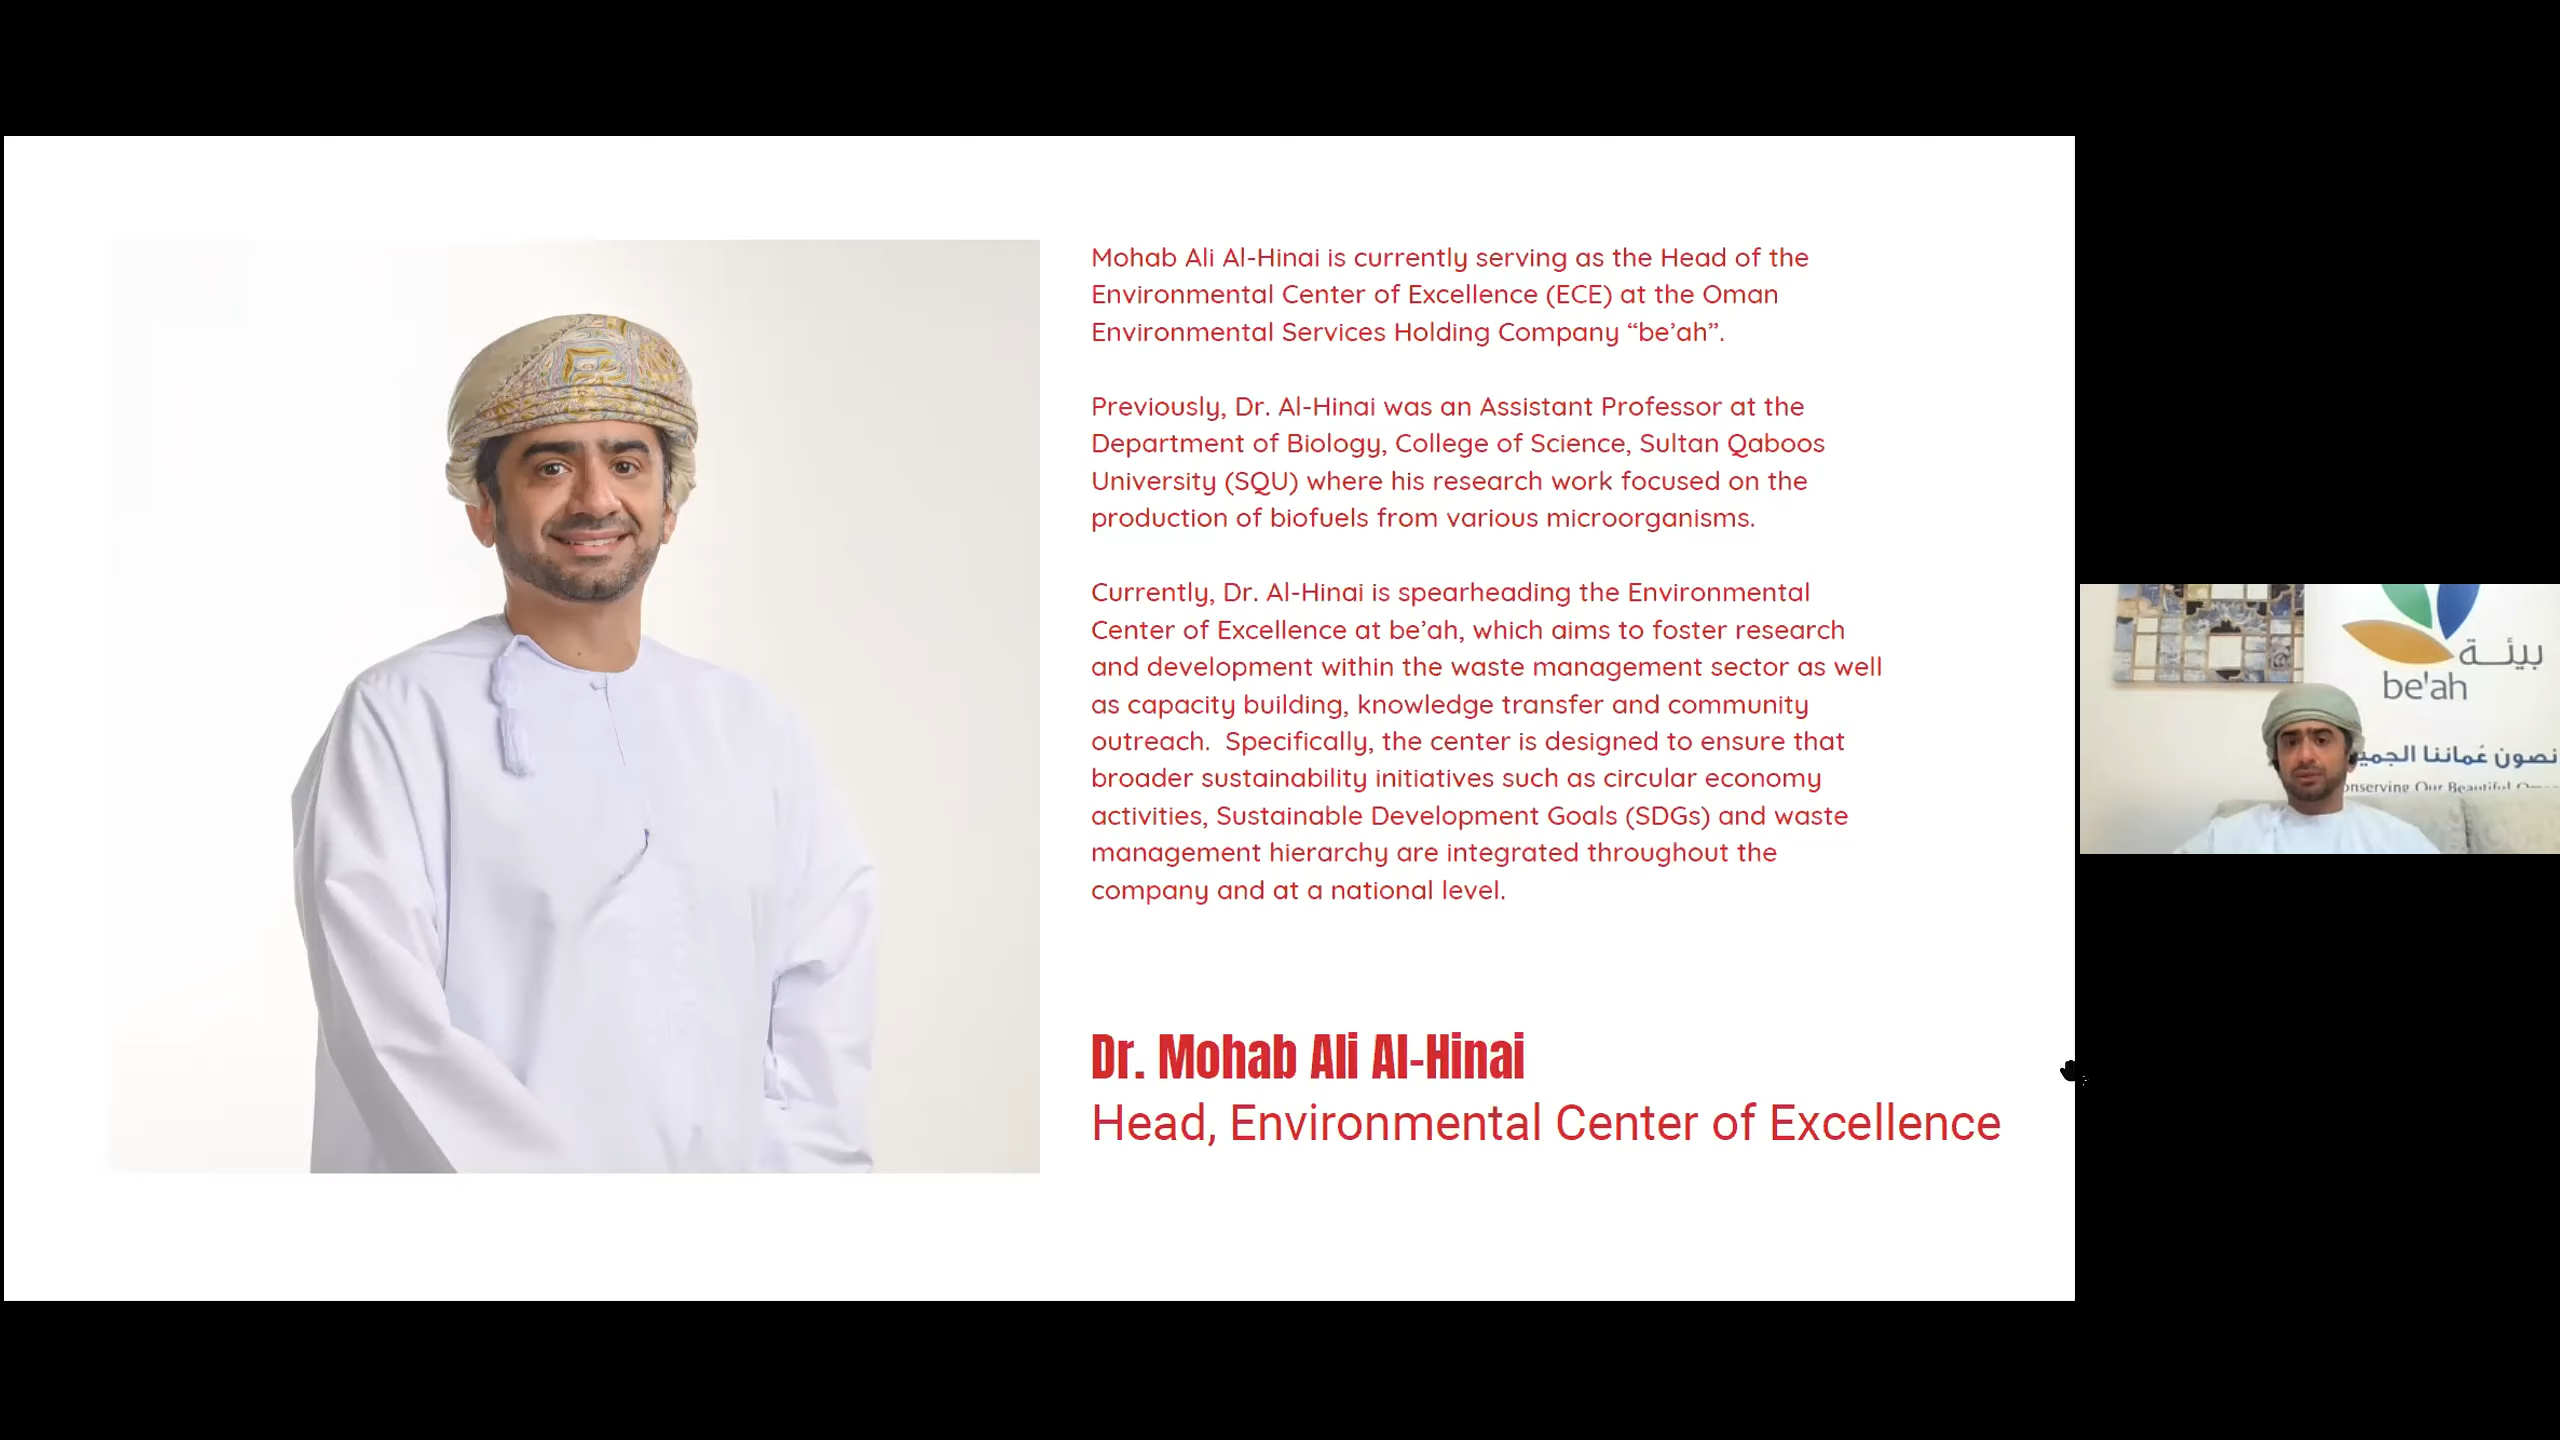 Mohab Ali Al-Hinai is currently serving as the Head of the
Environmental Center of Excellence (ECE) at the Oman
Environmental Services Holding Company “be’ah”.
Previously, Dr. Al-Hinai was an Assistant Professor at the
Department of Biology, College of Science, Sultan Qaboos
University (SQU) where his research work focused on the
production of biofuels from various microorganisms.
Currently, Dr. Al-Hinai is spearheading the Environmental
Center of Excellence at be’ah, which aims to foster research
and development within the waste management sector as well
as capacity building, knowledge transfer and community
outreach.  Specifically, the center is designed to ensure that
broader sustainability initiatives such as circular economy
activities, Sustainable Development Goals (SDGs) and waste
management hierarchy are integrated throughout the
company and at a national level.
Dr. Mohab Ali Al-Hinai
Head, Environmental Center of Excellence
بيئة
be'ah
نصون عُماننا
Our Beautiful